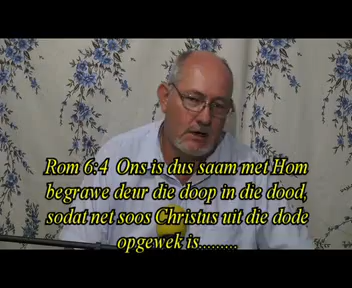 Rom 6:4 Ons is dus saam met Hom
begrawe deur die doop in die dood,
sodat net soos Christus uit die dode
opgewek is.........